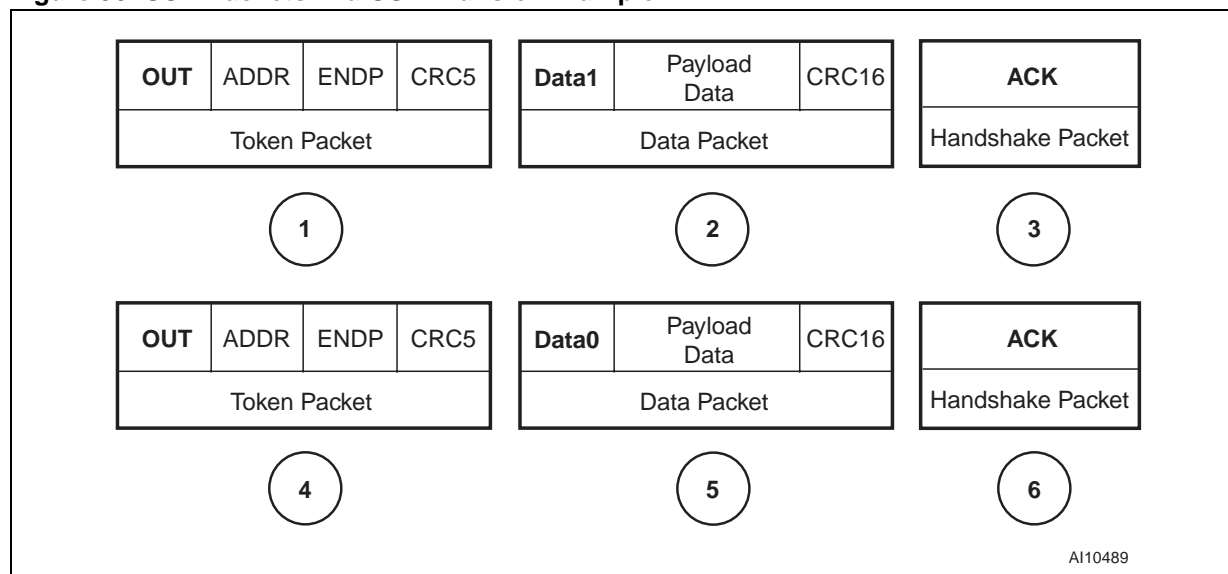 OUT ADDR ENDP CRC5
Token Packet
Data1 Payload Data CRC16
Data Packet
ACK
Handshake Packet
1
2
3
OUT ADDR ENDP CRC5
Token Packet
Data0 Payload Data CRC16
Data Packet
ACK
Handshake Packet
4
5
6
AI10489